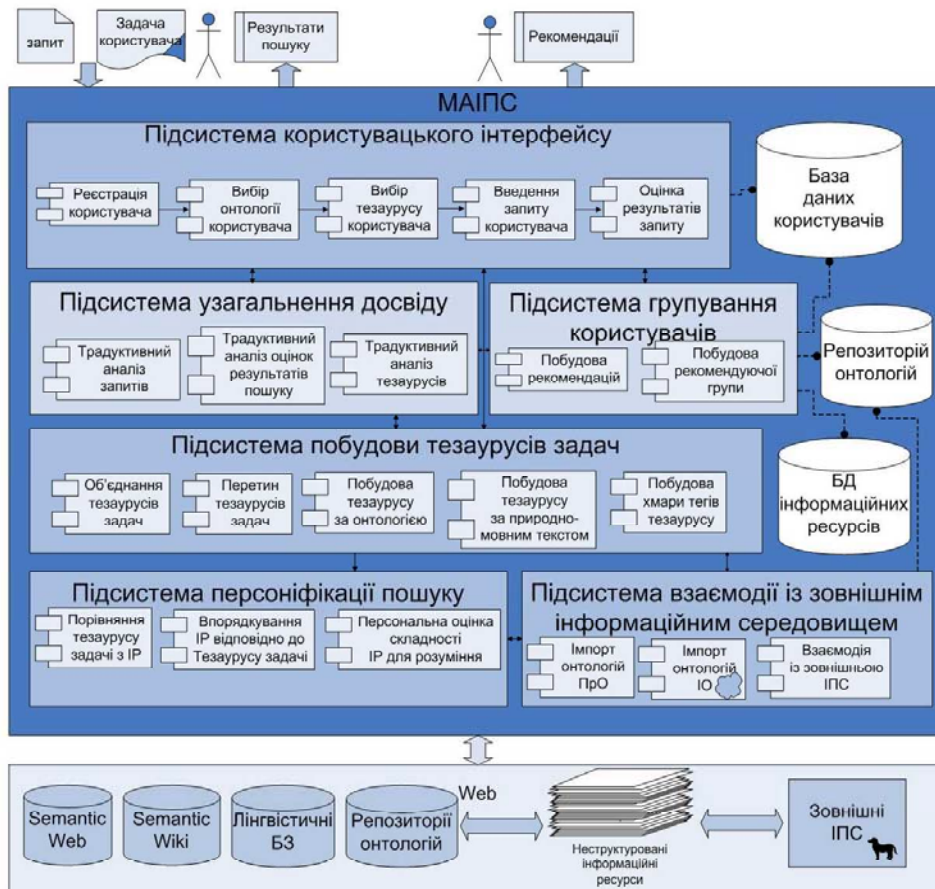 запит
Задача
користувача
Результати
пошуку
Рекомендації
МАІПС
Підсистема користувацького інтерфейсу
Реєстрація
користувача
Вибір
онтології
користувача
Вибір
тезаурусу
користувача
Введення
запиту
користувача
Оцінка
результатів
запиту
База
даних
користувачів
Підсистема узагальнення досвіду
Традуктивний
аналіз
запитів
Традуктивний
аналіз оцінок
результатів
пошуку
Традуктивний
аналіз
тезаурусів
Підсистема групування
користувачів
Побудова
рекомендацій
Побудова
рекомендуючої
групи
Репозиторій
онтологій
Підсистема побудови тезаурусів задач
Об'єднання
тезаурусів
задач
Перетин
тезаурусів
задач
Побудова
тезаурусу
за онтологією
Побудова
тезаурусу
за природно-
мовним текстом
Побудова
хмари тегів
тезаурусу
БД
інформаційних
ресурсів
Підсистема персоніфікації пошуку
Порівняння
тезаурусу
задачі з ІР
Впорядкування
ІР відповідно до
Тезаурусу задачі
Персональна оцінка
складності
ІР для розуміння
Підсистема взаємодії із зовнішнім
інформаційним середовищем
Імпорт
онтологій
ПрО
Імпорт
онтологій
ІО
Взаємодія
із зовнішньою
ІПС
Semantic
Web
Semantic
Wiki
Лінгвістичні
БЗ
Репозиторії
онтологій
Web
Неструктуровані
інформаційні
ресурси
Зовнішні
ІПС